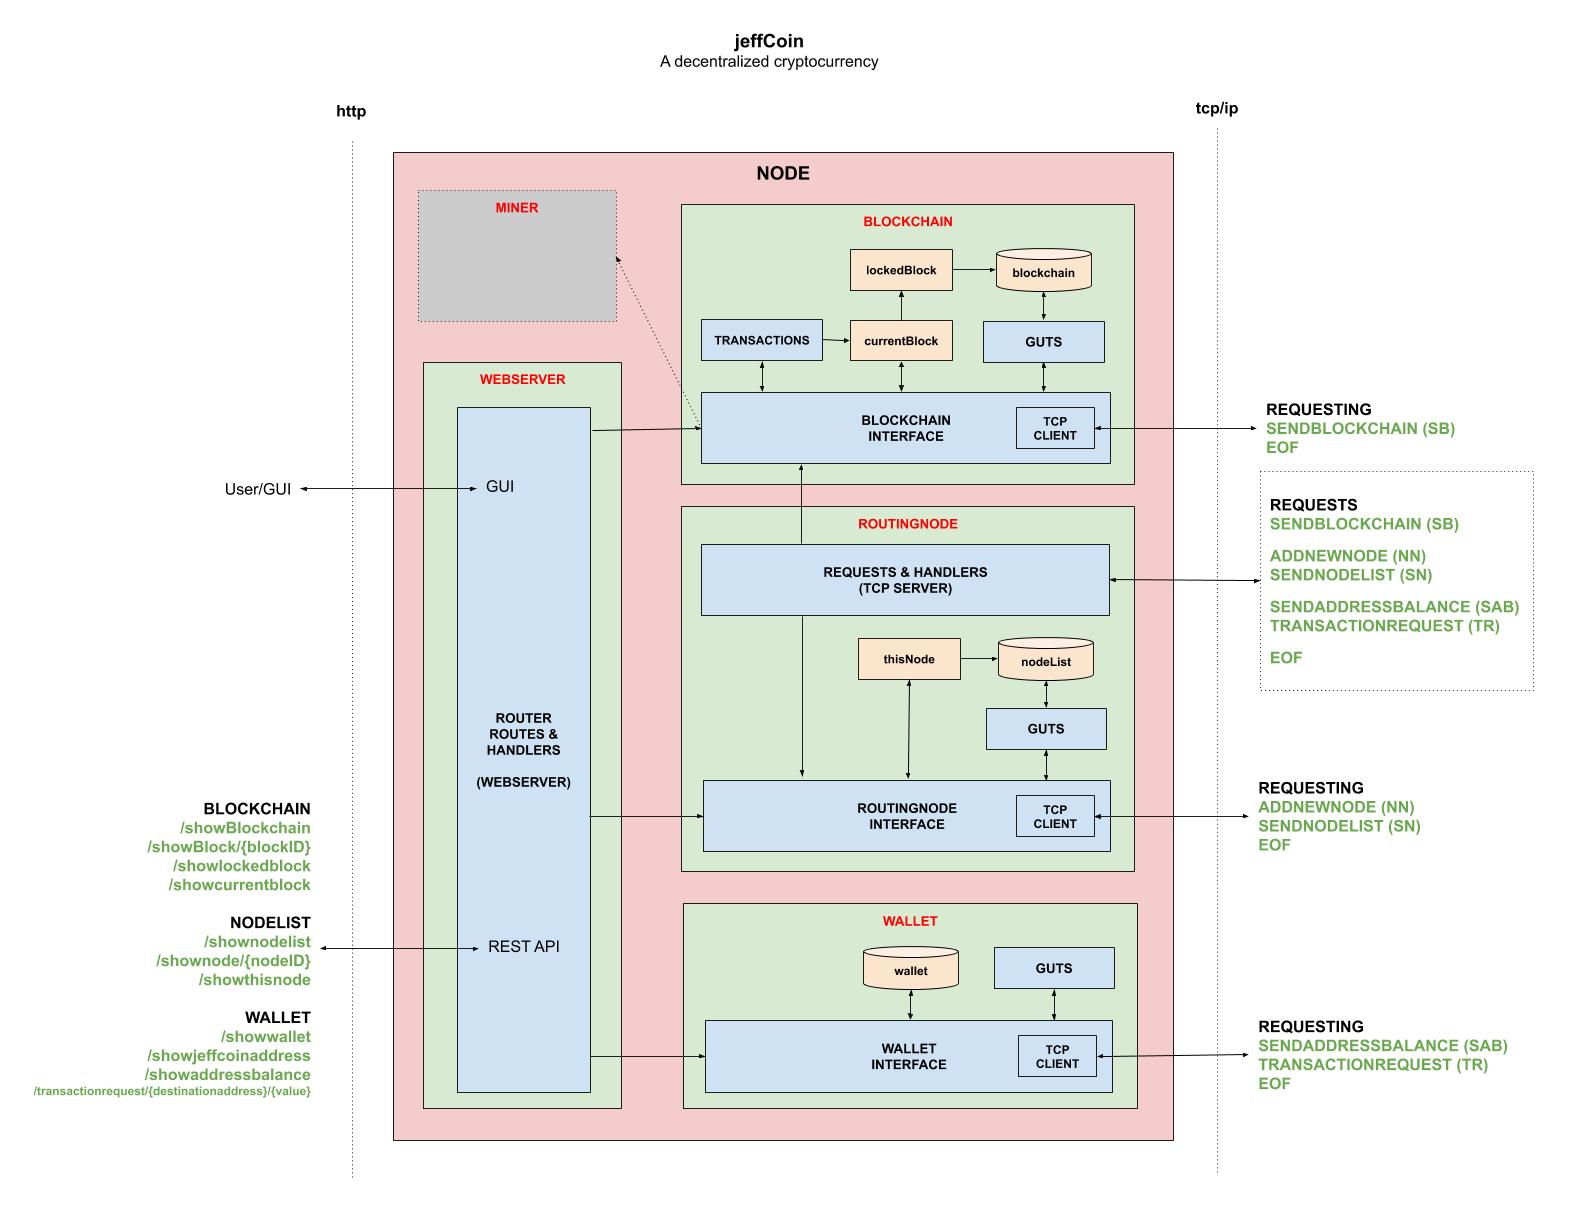 jeffCoin
A decentralized cryptocurrency
http
tcp/ip
NODE
MINER
BLOCKCHAIN
lockedBlock
blockchain
TRANSACTIONS
currentBlock
GUTS
WEBSERVER
BLOCKCHAIN
INTERFACE
TCP
CLIENT
REQUESTING
SENDBLOCKCHAIN (SB)
EOF
User/GUI
GUI
ROUTINGNODE
REQUESTS & HANDLERS
(TCP SERVER)
REQUESTS
SENDBLOCKCHAIN (SB)
ADDNEWNODE (NN)
SENDNODELIST (SN)
SENDADDRESSBALANCE (SAB)
TRANSACTIONREQUEST (TR)
EOF
thisNode
nodeList
GUTS
ROUTER
ROUTES &
HANDLERS
(WEBSERVER)
ROUTINGNODE
INTERFACE
TCP
CLIENT
REQUESTING
ADDNEWNODE (NN)
SENDNODELIST (SN)
EOF
BLOCKCHAIN
/showBlockchain
/showBlock/{blockID}
/showlockedblock
/showcurrentblock
NODELIST
/shownodelist
/shownode/{nodeID}
/showthisnode
REST API
WALLET
/showwallet
/showjeffcoinaddress
/showaddressbalance
/transactionrequest/{destinationaddress}/{value}
WALLET
wallet
GUTS
WALLET
INTERFACE
TCP
CLIENT
REQUESTING
SENDADDRESSBALANCE (SAB)
TRANSACTIONREQUEST (TR)
EOF